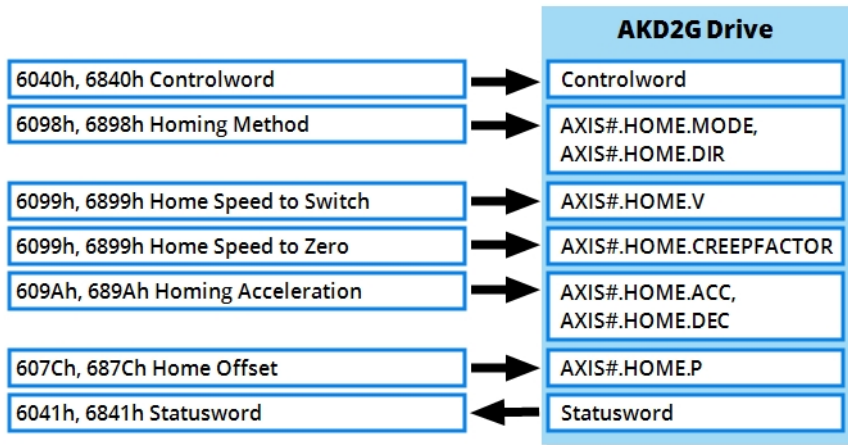 AKD2G Drive
6040h, 6840h Controlword
Controlword
6098h, 6898h Homing Method
AXIS#.HOME.MODE,
AXIS#.HOME.DIR
6099h, 6899h Home Speed to Switch
AXIS#.HOME.V
6099h, 6899h Home Speed to Zero
AXIS#.HOME.CREEPFACTOR
609Ah, 689Ah Homing Acceleration
AXIS#.HOME.ACC,
AXIS#.HOME.DEC
607Ch, 687Ch Home Offset
AXIS#.HOME.P
6041h, 6841h Statusword
Statusword